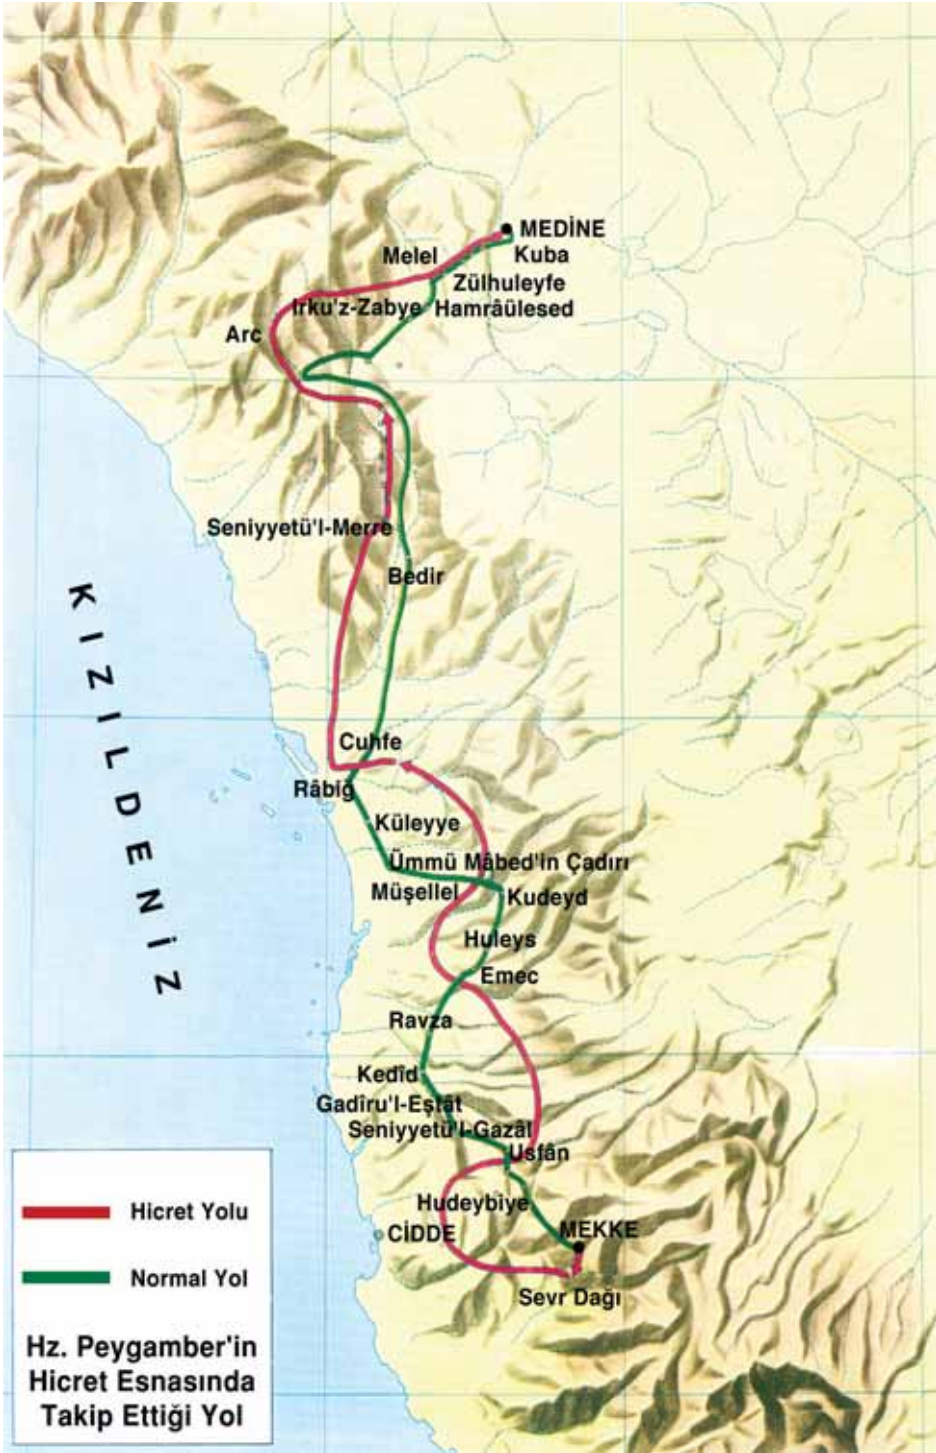 MEDİNE
Kuba
Melel
Zülhuleyfe
Irku'z-Zabye
Hamrâülesed
Arc
Seniyyetü'l-Merre
Bedir
KIZILDENİZ
Cuhfe
Râbiğ
Küleyye
Ümmü Mâbed'in Çadırı
Müşellel
Kudeyd
Huleys
Emec
Ravza
Kedîd
Gadîru'l-Eştât
Seniyyetü'l-Gazâl
Usfân
Hudeybiye
CİDDE
MEKKE
Sevr Dağı
Hicret Yolu
Normal Yol
Hz. Peygamber'in
Hicret Esnasında
Takip Ettiği Yol